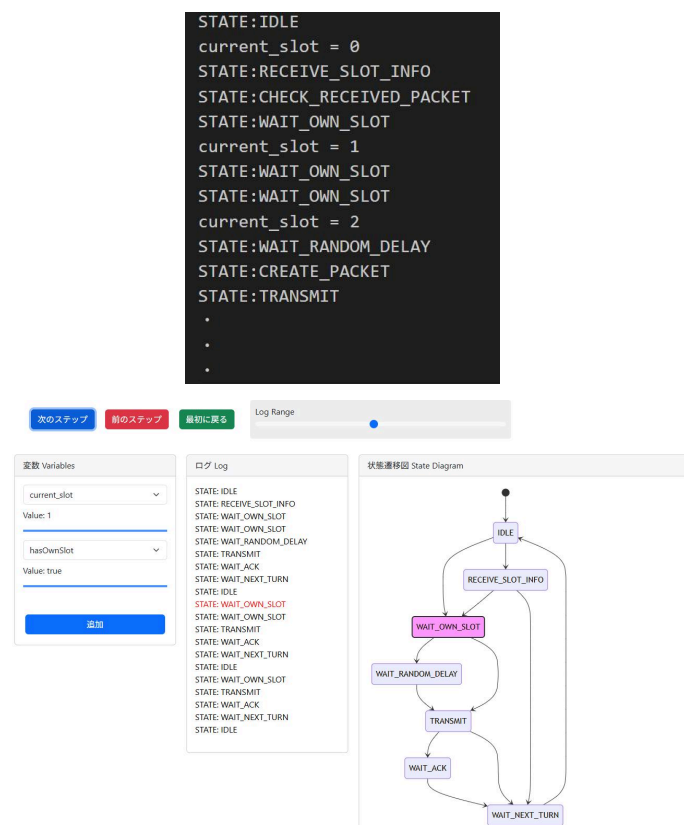 STATE:IDLE
current_slot = 0
STATE:RECEIVE_SLOT_INFO
STATE:CHECK_RECEIVED_PACKET
STATE:WAIT_OWN_SLOT
current_slot = 1
STATE:WAIT_OWN_SLOT
STATE:WAIT_OWN_SLOT
current_slot = 2
STATE:WAIT_RANDOM_DELAY
STATE:CREATE_PACKET
STATE:TRANSMIT
.
.
.
次のステップ
前のステップ
最初に戻る
Log Range
変数 Variables
current_slot
Value: 1
hasOwnSlot
Value: true
追加
ログ Log
STATE: IDLE
STATE: RECEIVE_SLOT_INFO
STATE: WAIT_OWN_SLOT
STATE: WAIT_OWN_SLOT
STATE: WAIT_RANDOM_DELAY
STATE: TRANSMIT
STATE: WAIT_ACK
STATE: WAIT_NEXT_TURN
STATE: IDLE
STATE: WAIT_OWN_SLOT
STATE: WAIT_OWN_SLOT
STATE: TRANSMIT
STATE: WAIT_ACK
STATE: WAIT_NEXT_TURN
STATE: IDLE
STATE: WAIT_OWN_SLOT
STATE: TRANSMIT
STATE: WAIT_ACK
STATE: WAIT_NEXT_TURN
STATE: IDLE
状態遷移図 State Diagram
IDLE
RECEIVE_SLOT_INFO
WAIT_OWN_SLOT
WAIT_RANDOM_DELAY
TRANSMIT
WAIT_ACK
WAIT_NEXT_TURN